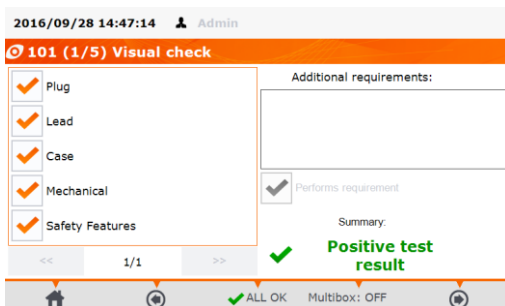 2016/09/28 14:47:14 Admin
101 (1/5) Visual check
Plug
Lead
Case
Mechanical
Safety Features
<< 1/1 >>
Additional requirements:
Performs requirement
Summary:
Positive test
result
ALL OK Multibox: OFF